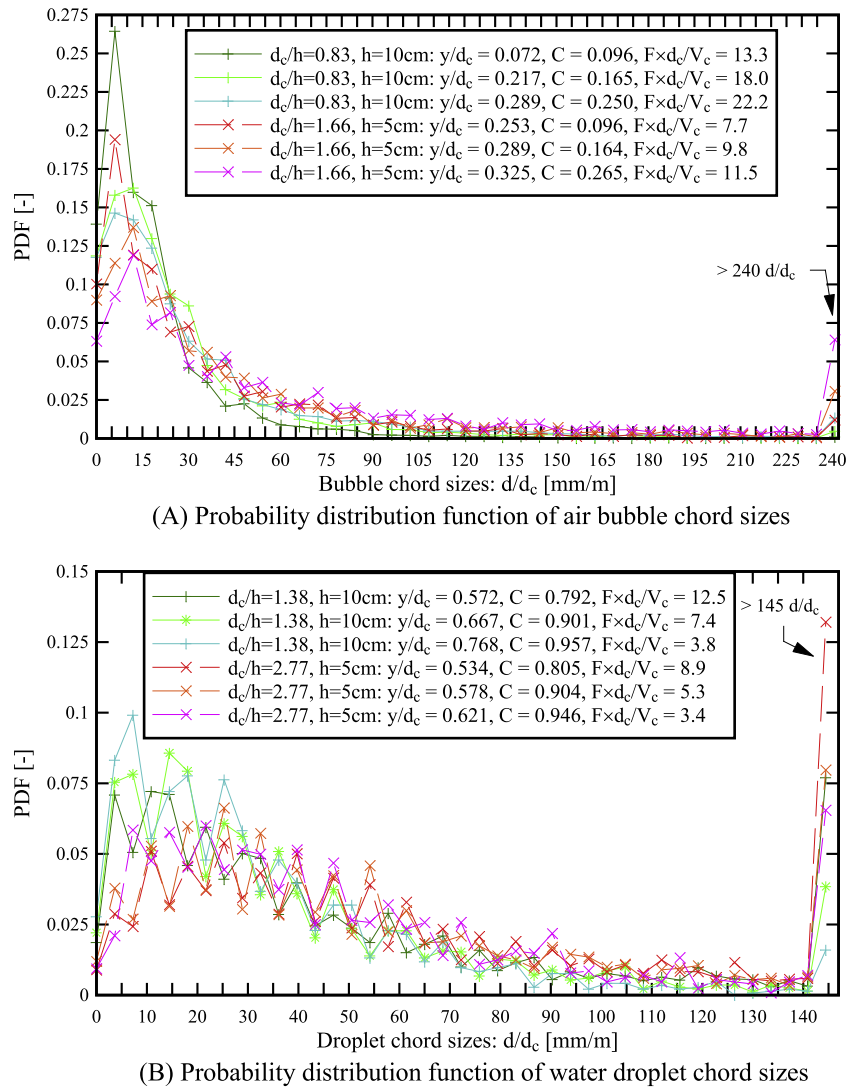 0.275
0.25
0.225
0.2
0.175
0.15
0.125
0.1
0.075
0.05
0.025
0
PDF [-]
d_c/h=0.83, h=10cm: y/d_c = 0.072, C = 0.096, F×d_c/V_c = 13.3
d_c/h=0.83, h=10cm: y/d_c = 0.217, C = 0.165, F×d_c/V_c = 18.0
d_c/h=0.83, h=10cm: y/d_c = 0.289, C = 0.250, F×d_c/V_c = 22.2
d_c/h=1.66, h=5cm: y/d_c = 0.253, C = 0.096, F×d_c/V_c = 7.7
d_c/h=1.66, h=5cm: y/d_c = 0.289, C = 0.164, F×d_c/V_c = 9.8
d_c/h=1.66, h=5cm: y/d_c = 0.325, C = 0.265, F×d_c/V_c = 11.5
> 240 d/d_c
0 15 30 45 60 75 90 105 120 135 150 165 180 195 210 225 240
Bubble chord sizes: d/d_c [mm/m]
(A) Probability distribution function of air bubble chord sizes
0.15
0.125
0.1
0.075
0.05
0.025
0
PDF [-]
d_c/h=1.38, h=10cm: y/d_c = 0.572, C = 0.792, F×d_c/V_c = 12.5
d_c/h=1.38, h=10cm: y/d_c = 0.667, C = 0.901, F×d_c/V_c = 7.4
d_c/h=1.38, h=10cm: y/d_c = 0.768, C = 0.957, F×d_c/V_c = 3.8
d_c/h=2.77, h=5cm: y/d_c = 0.534, C = 0.805, F×d_c/V_c = 8.9
d_c/h=2.77, h=5cm: y/d_c = 0.578, C = 0.904, F×d_c/V_c = 5.3
d_c/h=2.77, h=5cm: y/d_c = 0.621, C = 0.946, F×d_c/V_c = 3.4
> 145 d/d_c
0 10 20 30 40 50 60 70 80 90 100 110 120 130 140
Droplet chord sizes: d/d_c [mm/m]
(B) Probability distribution function of water droplet chord sizes